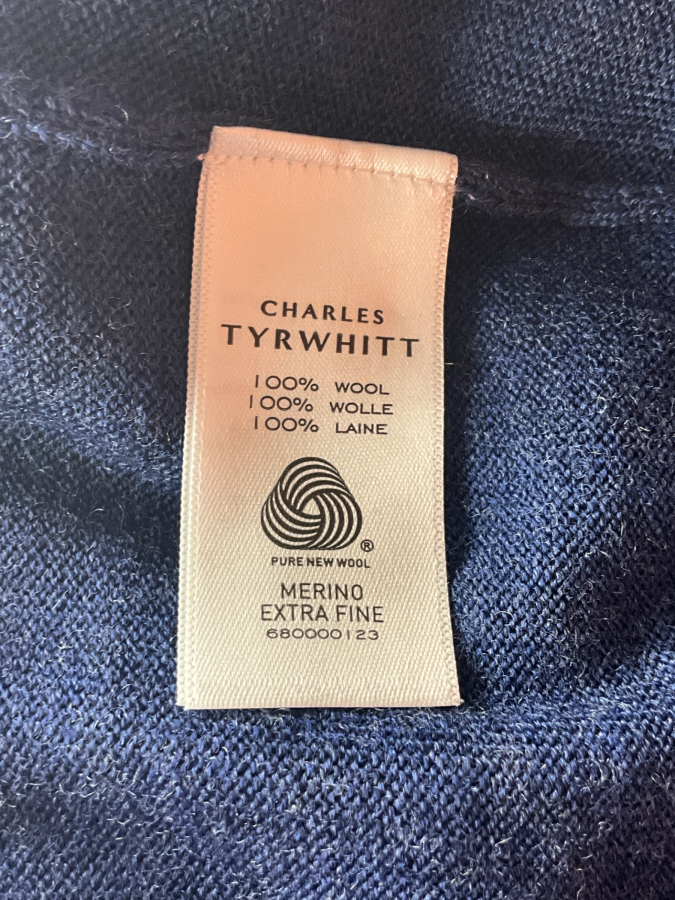 CHARLES
TYRWHITT
100% WOOL
100% WOLLE
100% LAINE
®
PURE NEW WOOL
MERINO
EXTRA FINE
680000123